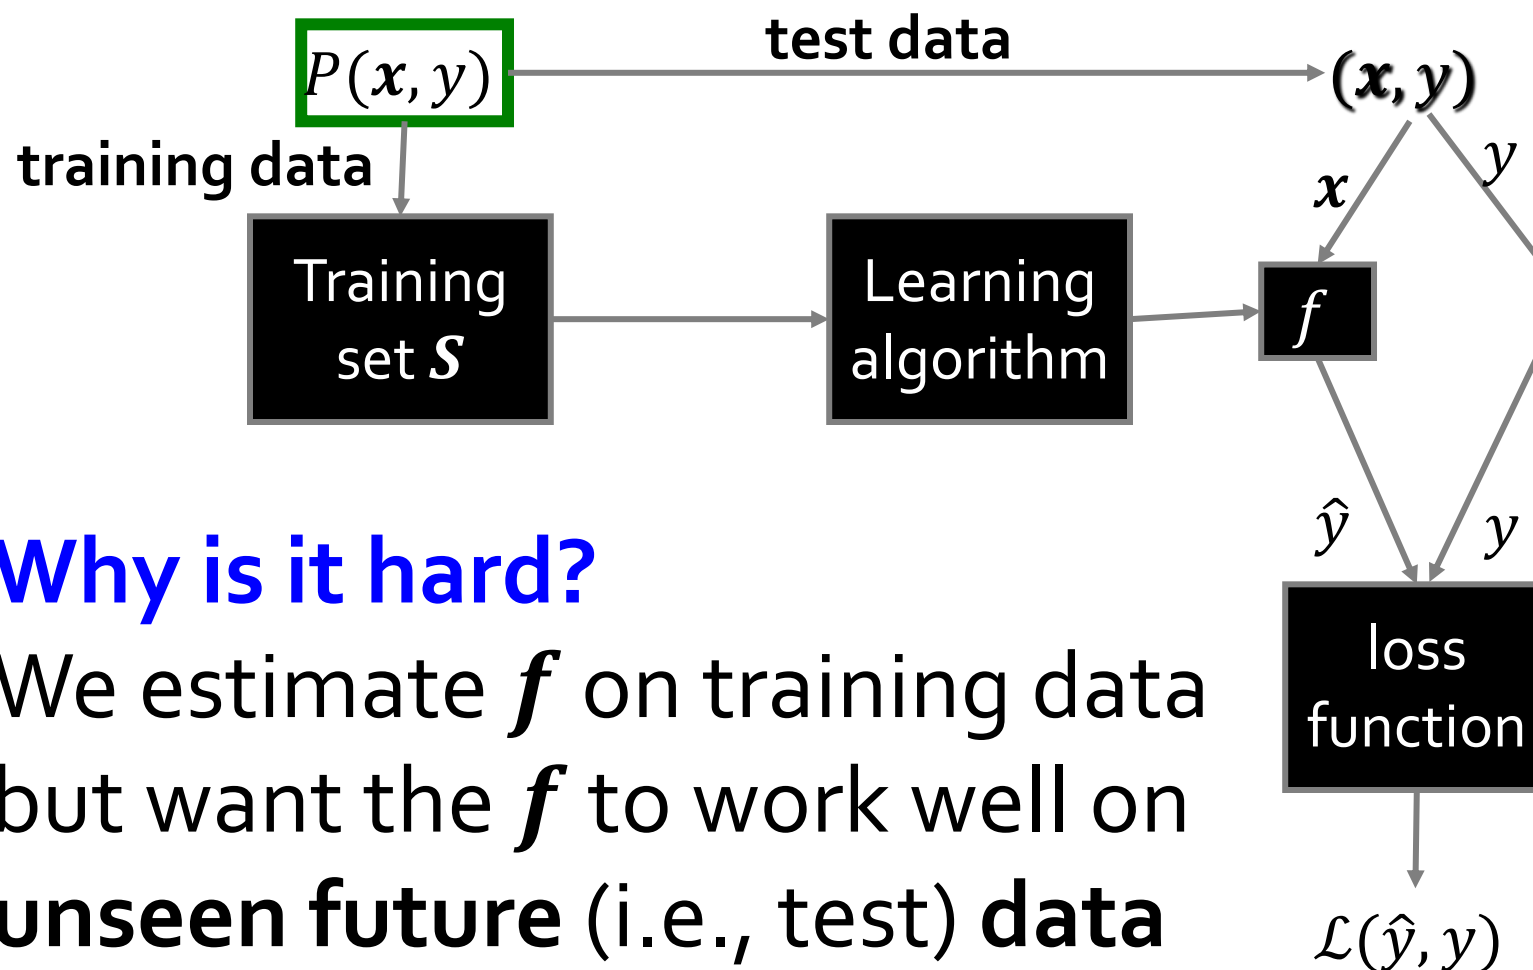 test data
P(x, y)
(x, y)
training data
y
x
Training
set S
Learning
algorithm
f
ŷ
y
Why is it hard?
We estimate f on training data
but want the f to work well on
unseen future (i.e., test) data
loss
function
ℒ(ŷ, y)